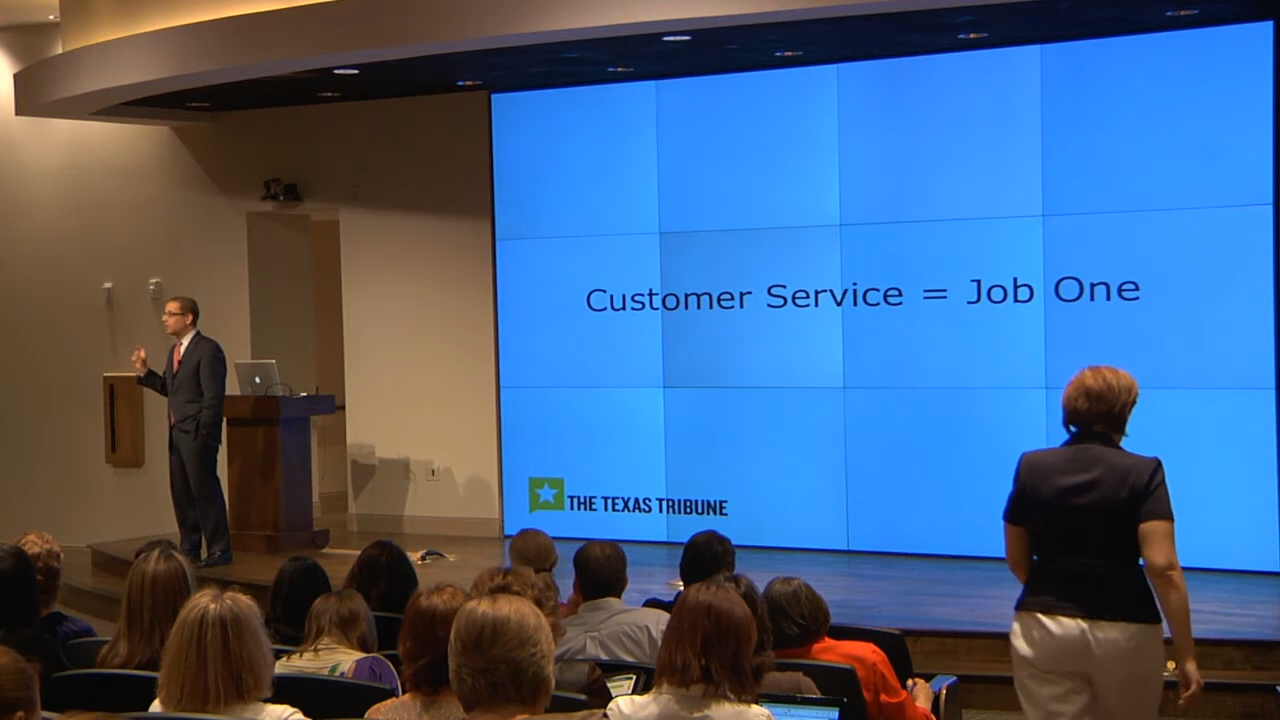 Customer Service = Job One
THE TEXAS TRIBUNE